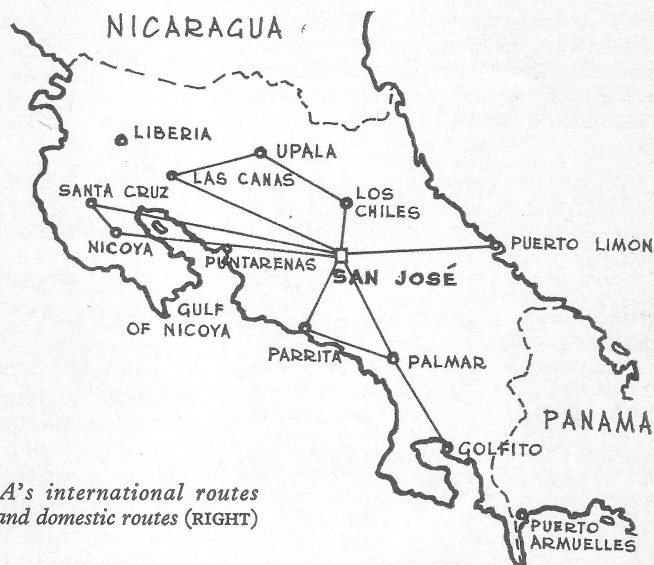 NICARAGUA
LIBERIA
UPALA
LAS CANAS
SANTA CRUZ
LOS
CHILES
NICOYA
PUNTARENAS
PUERTO LIMÓN
SAN JOSÉ
GULF
OF NICOYA
PARRITA
PALMAR
PANAMA
GOLFITO
A's international routes
and domestic routes (RIGHT)
PUERTO
ARMUELLES